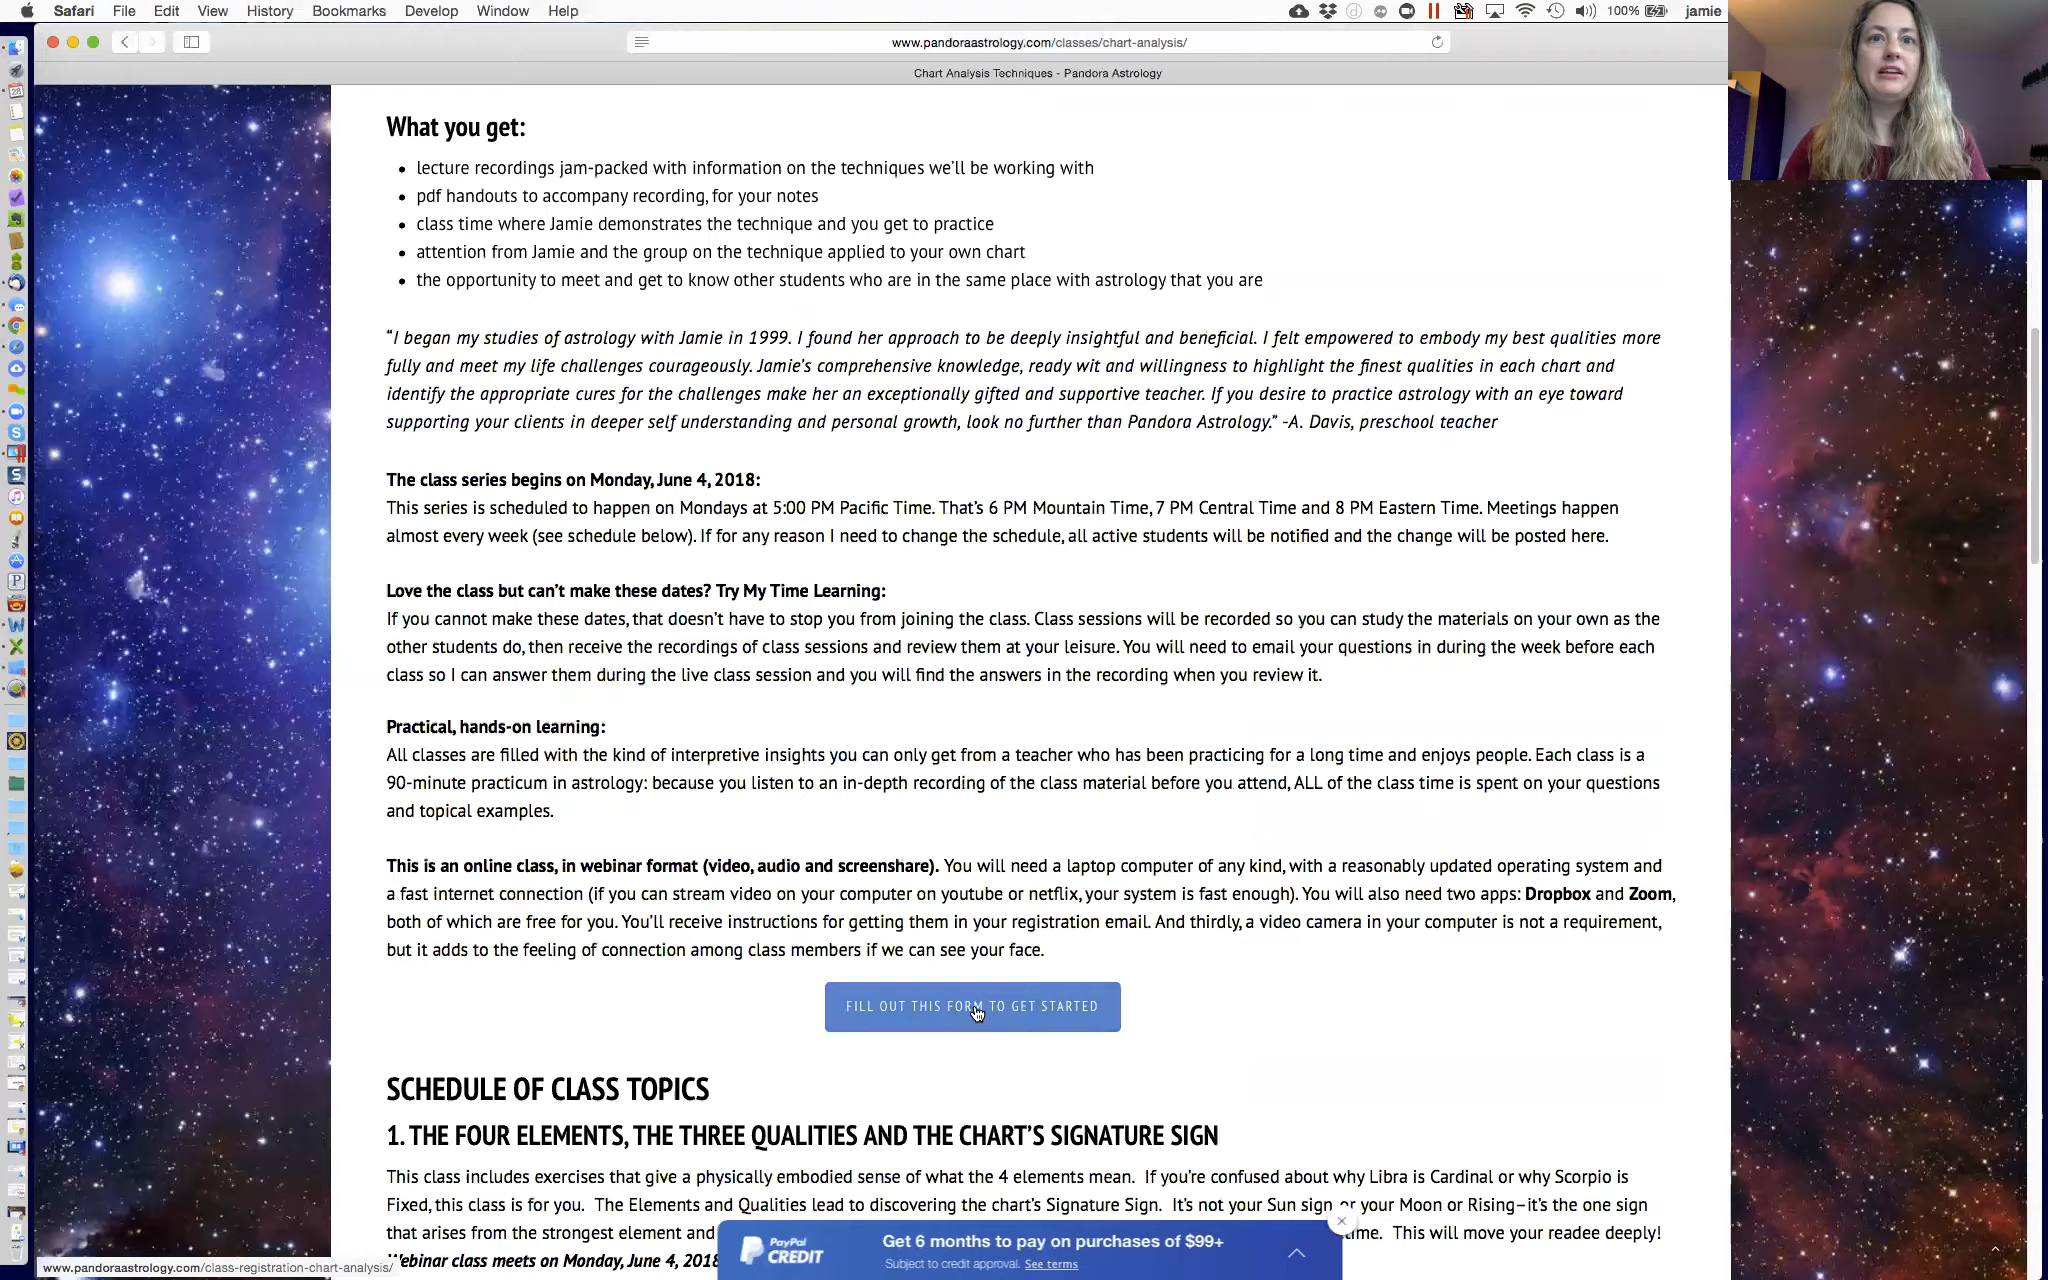 Safari File Edit View History Bookmarks Develop Window Help 100% jamie
www.pandoraastrology.com/classes/chart-analysis/
Chart Analysis Techniques - Pandora Astrology
What you get:
lecture recordings jam-packed with information on the techniques we'll be working with
pdf handouts to accompany recording, for your notes
class time where Jamie demonstrates the technique and you get to practice
attention from Jamie and the group on the technique applied to your own chart
the opportunity to meet and get to know other students who are in the same place with astrology that you are
“I began my studies of astrology with Jamie in 1999. I found her approach to be deeply insightful and beneficial. I felt empowered to embody my best qualities more
fully and meet my life challenges courageously. Jamie's comprehensive knowledge, ready wit and willingness to highlight the finest qualities in each chart and
identify the appropriate cures for the challenges make her an exceptionally gifted and supportive teacher. If you desire to practice astrology with an eye toward
supporting your clients in deeper self understanding and personal growth, look no further than Pandora Astrology.” -A. Davis, preschool teacher
The class series begins on Monday, June 4, 2018:
This series is scheduled to happen on Mondays at 5:00 PM Pacific Time. That's 6 PM Mountain Time, 7 PM Central Time and 8 PM Eastern Time. Meetings happen
almost every week (see schedule below). If for any reason I need to change the schedule, all active students will be notified and the change will be posted here.
Love the class but can't make these dates? Try My Time Learning:
If you cannot make these dates, that doesn't have to stop you from joining the class. Class sessions will be recorded so you can study the materials on your own as the
other students do, then receive the recordings of class sessions and review them at your leisure. You will need to email your questions in during the week before each
class so I can answer them during the live class session and you will find the answers in the recording when you review it.
Practical, hands-on learning:
All classes are filled with the kind of interpretive insights you can only get from a teacher who has been practicing for a long time and enjoys people. Each class is a
90-minute practicum in astrology: because you listen to an in-depth recording of the class material before you attend, ALL of the class time is spent on your questions
and topical examples.
This is an online class, in webinar format (video, audio and screenshare). You will need a laptop computer of any kind, with a reasonably updated operating system and
a fast internet connection (if you can stream video on your computer on youtube or netflix, your system is fast enough). You will also need two apps: Dropbox and Zoom,
both of which are free for you. You'll receive instructions for getting them in your registration email. And thirdly, a video camera in your computer is not a requirement,
but it adds to the feeling of connection among class members if we can see your face.
FILL OUT THIS FORM TO GET STARTED
SCHEDULE OF CLASS TOPICS
1. THE FOUR ELEMENTS, THE THREE QUALITIES AND THE CHART'S SIGNATURE SIGN
This class includes exercises that give a physically embodied sense of what the 4 elements mean. If you're confused about why Libra is Cardinal or why Scorpio is
Fixed, this class is for you. The Elements and Qualities lead to discovering the chart's Signature Sign. It's not your Sun sign or your Moon or Rising–it's the one sign
that arises from the strongest element and time. This will move your readee deeply!
Webinar class meets on Monday, June 4, 2018
PayPal CREDIT
Get 6 months to pay on purchases of $99+
Subject to credit approval. See terms
www.pandoraastrology.com/class-registration-chart-analysis/